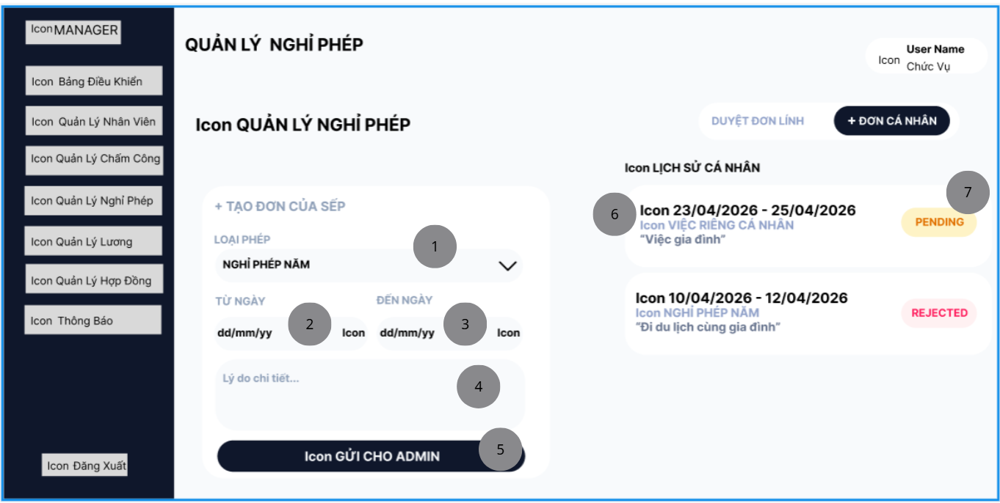 Icon MANAGER
Icon Bảng Điều Khiển
Icon Quản Lý Nhân Viên
Icon Quản Lý Chấm Công
Icon Quản Lý Nghỉ Phép
Icon Quản Lý Lương
Icon Quản Lý Hợp Đồng
Icon Thông Báo
Icon Đăng Xuất
QUẢN LÝ NGHỈ PHÉP
Icon
User Name
Chức Vụ
Icon QUẢN LÝ NGHỈ PHÉP
DUYỆT ĐƠN LÍNH
+ ĐƠN CÁ NHÂN
+ TẠO ĐƠN CỦA SẾP
LOẠI PHÉP
1
NGHỈ PHÉP NĂM
TỪ NGÀY
ĐẾN NGÀY
dd/mm/yy 2 Icon
dd/mm/yy 3 Icon
Lý do chi tiết...
4
Icon GỬI CHO ADMIN
5
Icon LỊCH SỬ CÁ NHÂN
6
7
Icon 23/04/2026 - 25/04/2026
Icon VIỆC RIÊNG CÁ NHÂN
“Việc gia đình”
PENDING
Icon 10/04/2026 - 12/04/2026
Icon NGHỈ PHÉP NĂM
“Đi du lịch cùng gia đình”
REJECTED